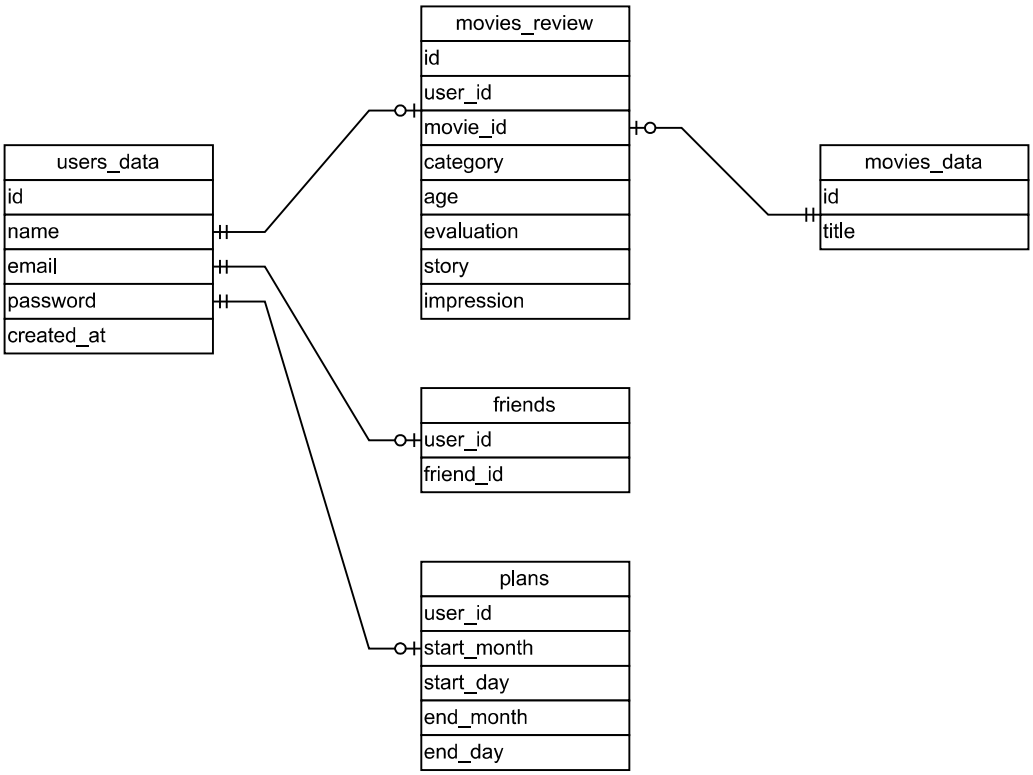 movies_review
id
user_id
movie_id
category
age
evaluation
story
impression
users_data
id
name
email
password
created_at
movies_data
id
title
friends
user_id
friend_id
plans
user_id
start_month
start_day
end_month
end_day